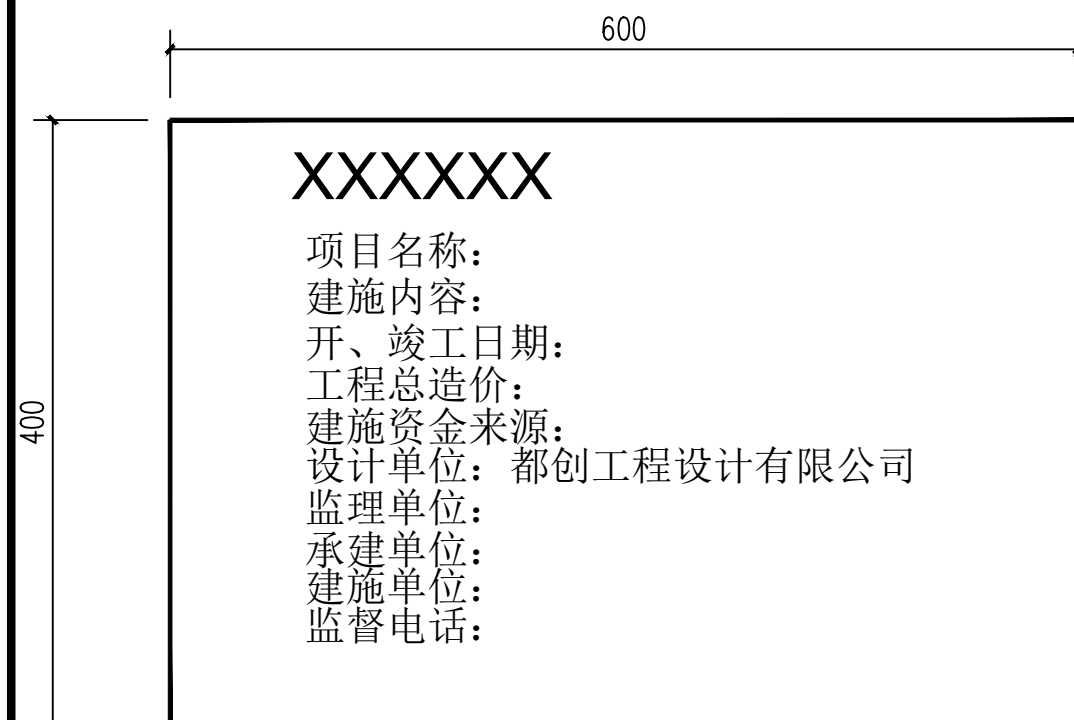 600
XXXXXX
项目名称：
建施内容：
开、竣工日期：
工程总造价：
400
建施资金来源：
设计单位：都创工程设计有限公司
监理单位：
承建单位：
建施单位：
监督电话：